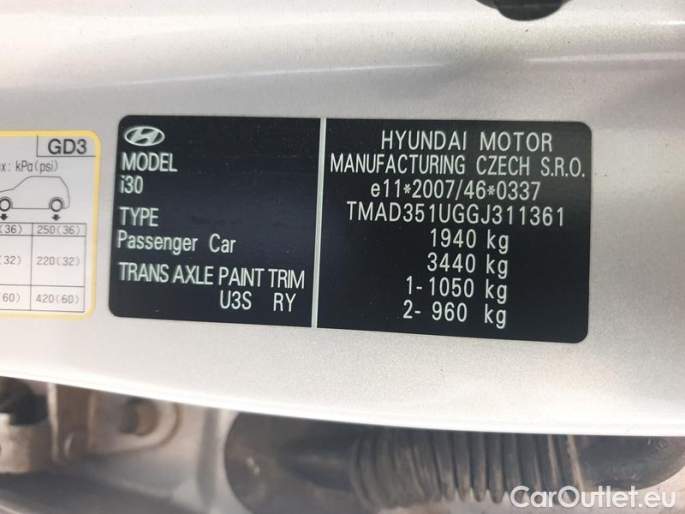 GD3
x: kPa(psi)
(36) 250(36)
(32) 220(32)
(60) 420(60)
MODEL
i30
TYPE
Passenger Car
TRANS AXLE PAINT TRIM
U3S RY
HYUNDAI MOTOR
MANUFACTURING CZECH S.R.O.
e11*2007/46*0337
TMAD351UGGJ311361
1940 kg
3440 kg
1-1050 kg
2- 960 kg
CarOutlet.eu